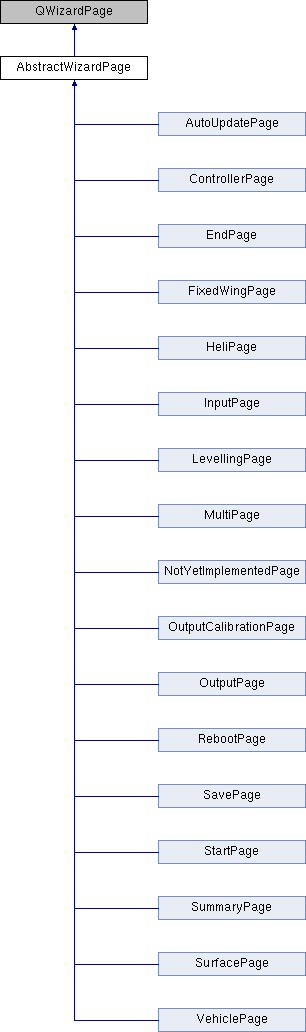 QWizardPage
AbstractWizardPage
AutoUpdatePage
ControllerPage
EndPage
FixedWingPage
HeliPage
InputPage
LevellingPage
MultiPage
NotYetImplementedPage
OutputCalibrationPage
OutputPage
RebootPage
SavePage
StartPage
SummaryPage
SurfacePage
VehiclePage